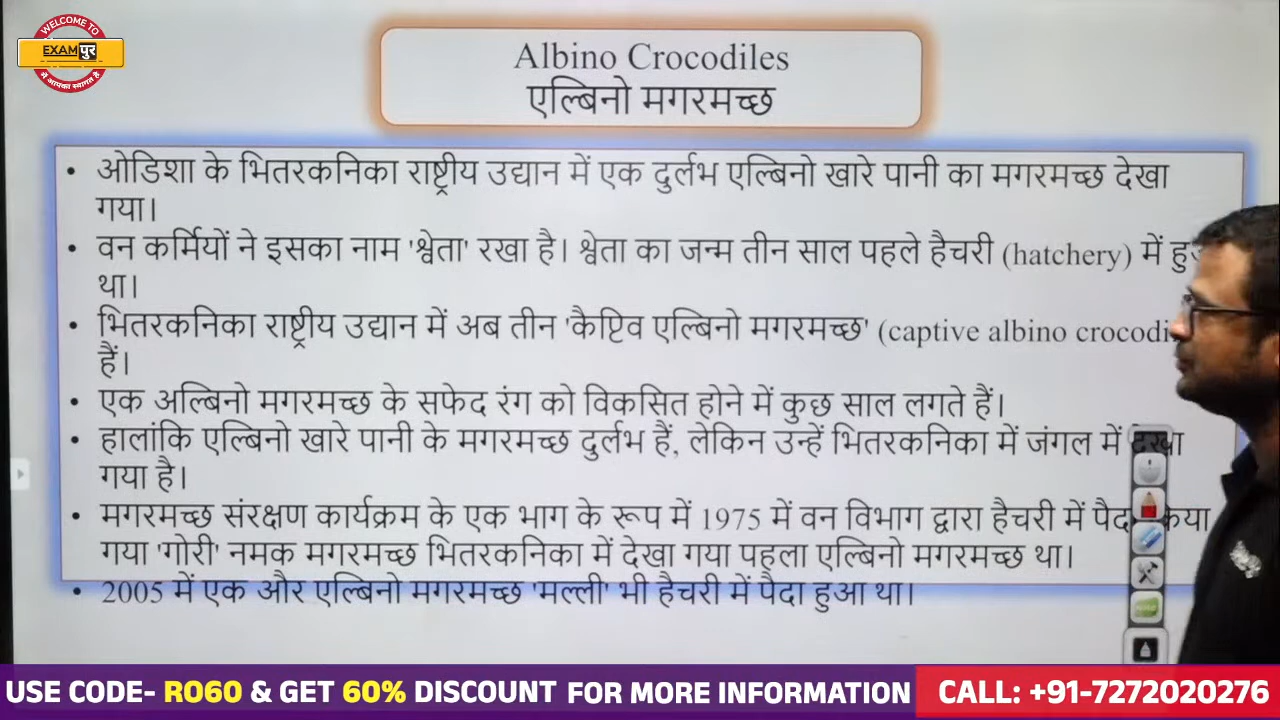 WELCOME TO
EXAMपुर
में आपका स्वागत है
Albino Crocodiles
एल्बिनो मगरमच्छ
• ओडिशा के भितरकनिका राष्ट्रीय उद्यान में एक दुर्लभ एल्बिनो खारे पानी का मगरमच्छ देखा
गया।
• वन कर्मियों ने इसका नाम 'श्वेता' रखा है। श्वेता का जन्म तीन साल पहले हैचरी (hatchery) में
था।
• भितरकनिका राष्ट्रीय उद्यान में अब तीन 'कैप्टिव एल्बिनो मगरमच्छ' (captive albino
हैं।
• एक अल्बिनो मगरमच्छ के सफेद रंग को विकसित होने में कुछ साल लगते हैं।
• हालांकि एल्बिनो खारे पानी के मगरमच्छ दुर्लभ हैं, लेकिन उन्हें भितरकनिका में जंगल में देखा
गया है।
• मगरमच्छ संरक्षण कार्यक्रम के एक भाग के रूप में 1975 में वन विभाग द्वारा हैचरी में
गया 'गोरी' नमक मगरमच्छ भितरकनिका में देखा गया पहला एल्बिनो मगरमच्छ था।
• 2005 में एक और एल्बिनो मगरमच्छ 'मल्ली' भी हैचरी में पैदा हुआ था।
USE CODE- RO60 & GET 60% DISCOUNT FOR MORE INFORMATION CALL: +91-7272020276